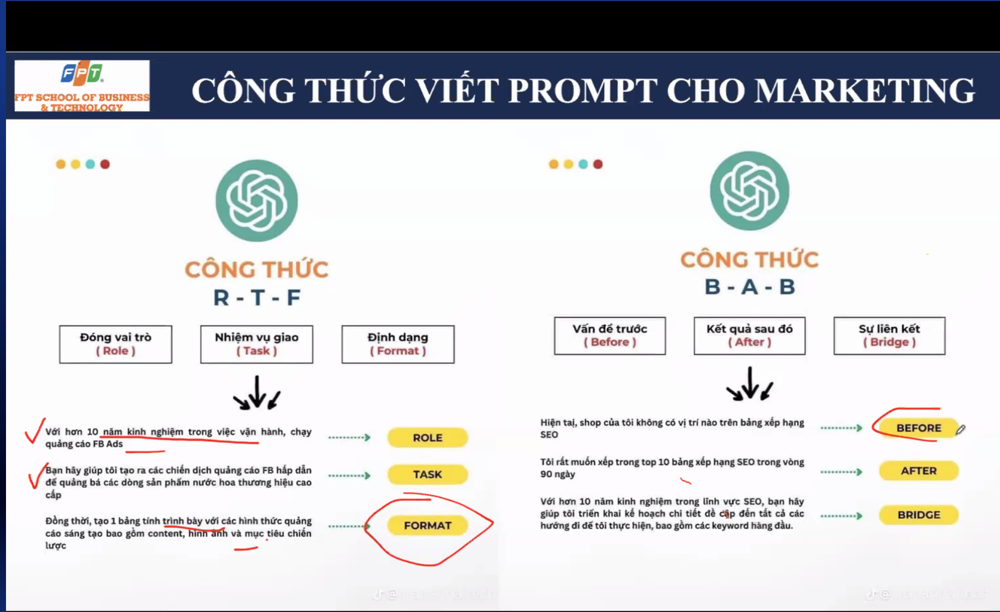 FPT
FPT SCHOOL OF BUSINESS
& TECHNOLOGY
CÔNG THỨC VIẾT PROMPT CHO MARKETING
CÔNG THỨC
R - T - F
Đóng vai trò
( Role )
Nhiệm vụ giao
( Task )
Định dạng
( Format )
Với hơn 10 năm kinh nghiệm trong việc vận hành, chạy
quảng cáo FB Ads
ROLE
Bạn hãy giúp tôi tạo ra các chiến dịch quảng cáo FB hấp dẫn
để quảng bá các dòng sản phẩm nước hoa thương hiệu cao
cấp
TASK
Đồng thời, tạo 1 bảng tính trình bày với các hình thức quảng
cáo sáng tạo bao gồm content, hình ảnh và mục tiêu chiến
lược
FORMAT
CÔNG THỨC
B - A - B
Vấn đề trước
( Before )
Kết quả sau đó
( After )
Sự liên kết
( Bridge )
Hiện tại, shop của tôi không có vị trí nào trên bảng xếp hạng
SEO
BEFORE
Tôi rất muốn xếp trong top 10 bảng xếp hạng SEO trong vòng
90 ngày
AFTER
Với hơn 10 năm kinh nghiệm trong lĩnh vực SEO, bạn hãy
giúp tôi triển khai kế hoạch chi tiết đề cập đến tất cả các
hướng đi để tôi thực hiện, bao gồm các keyword hàng đầu.
BRIDGE